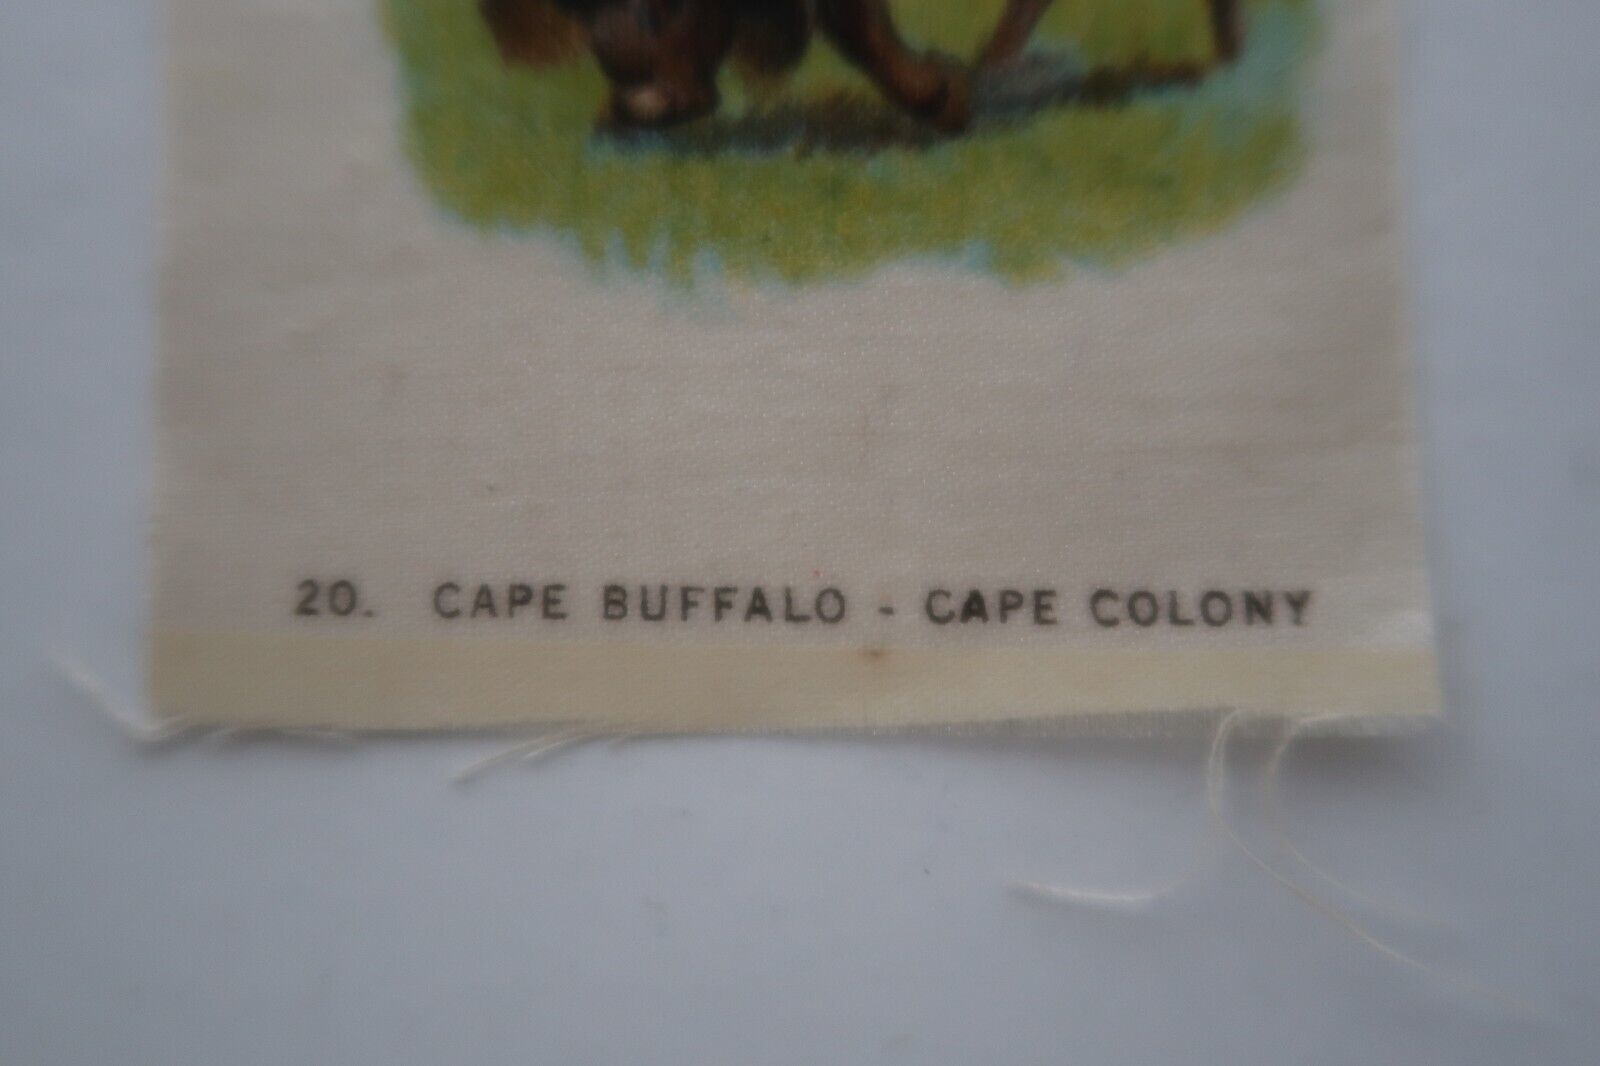 20. CAPE BUFFALO - CAPE COLONY